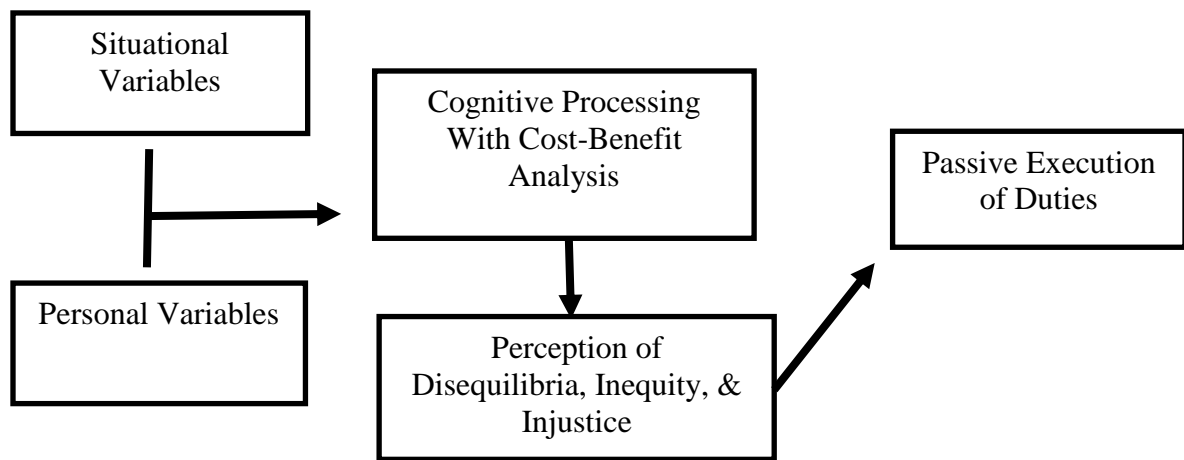 Situational
Variables
Cognitive Processing
With Cost-Benefit
Analysis
Passive Execution
of Duties
Personal Variables
Perception of
Disequilibria, Inequity, &
Injustice